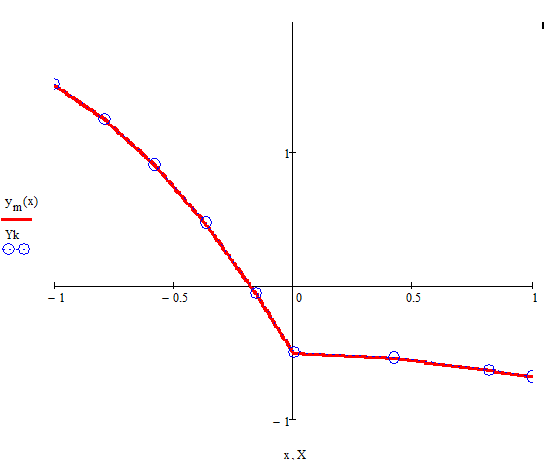 1
y_m(x)
Yk
− 1
− 0.5
0
0.5
1
− 1
x , X